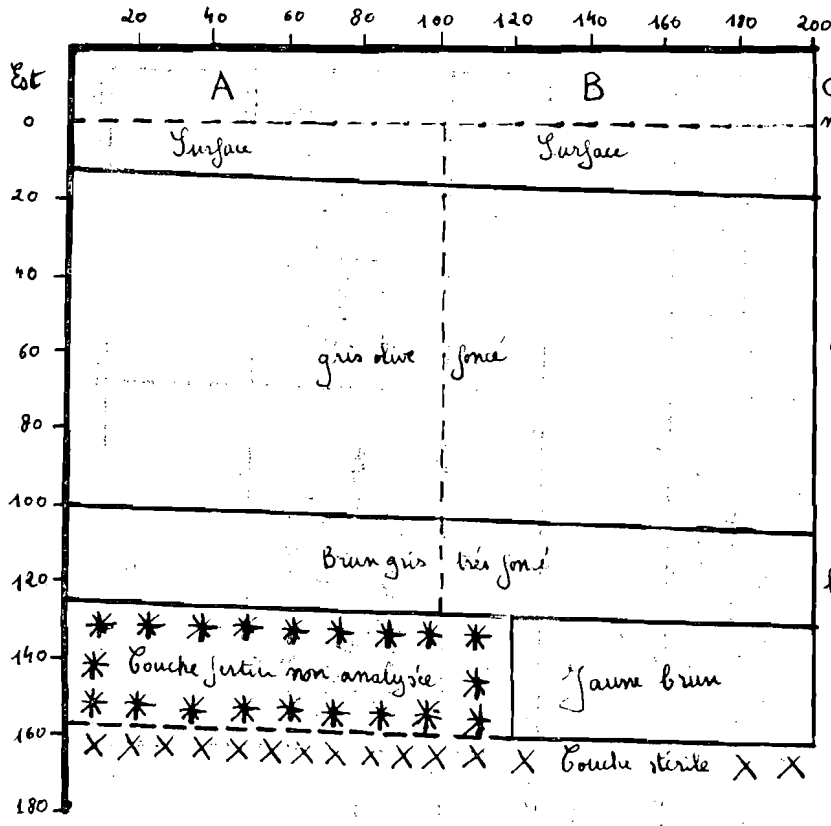 20 40 60 80 100 120 140 160 180 200
Est
A B
0
Surface Surface
20
40
60 gris olive foncé
80
100
120 Brun gris très foncé
140 Couche fertile non analysée Jaune brun
160
Couche stérile
180